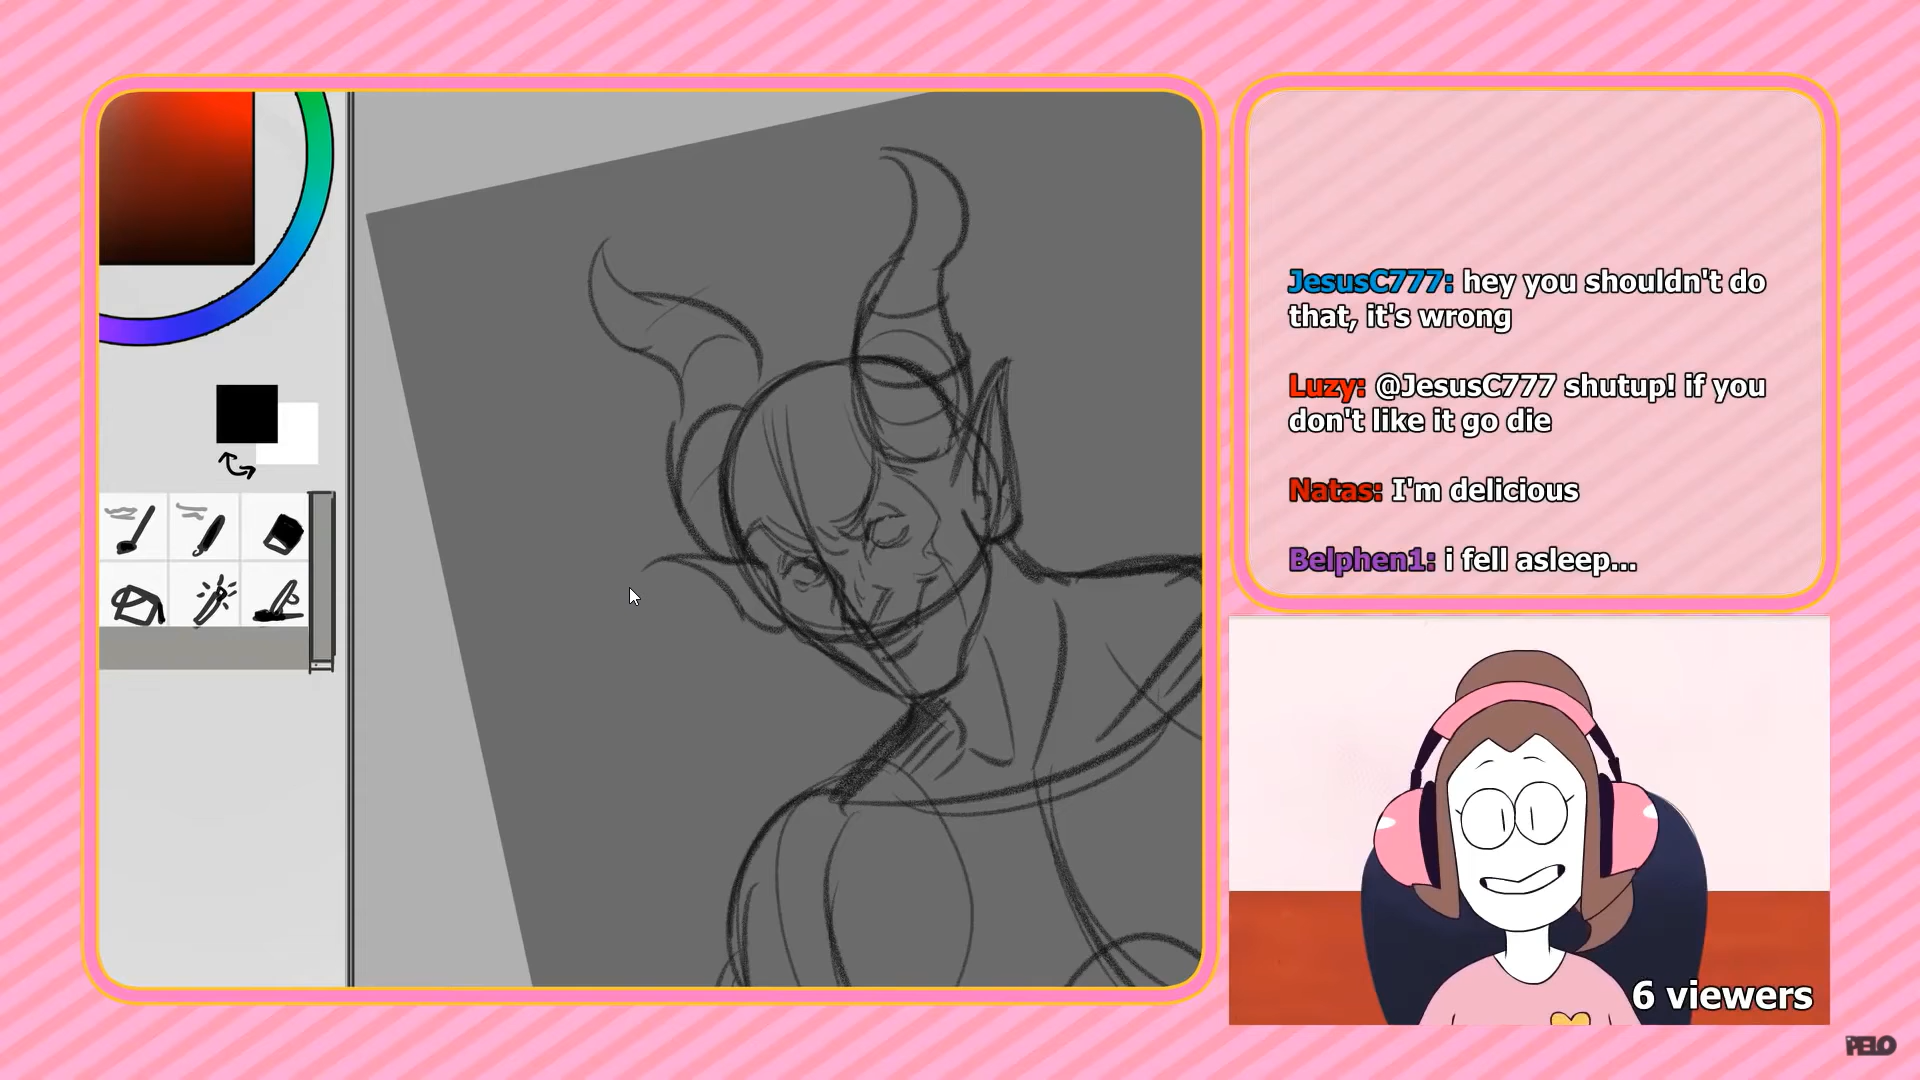 JesusC777: hey you shouldn't do
that, it's wrong
Luzy: @JesusC777 shutup! if you
don't like it go die
Natas: I'm delicious
Belphen1: i fell asleep...
6 viewers
PELO